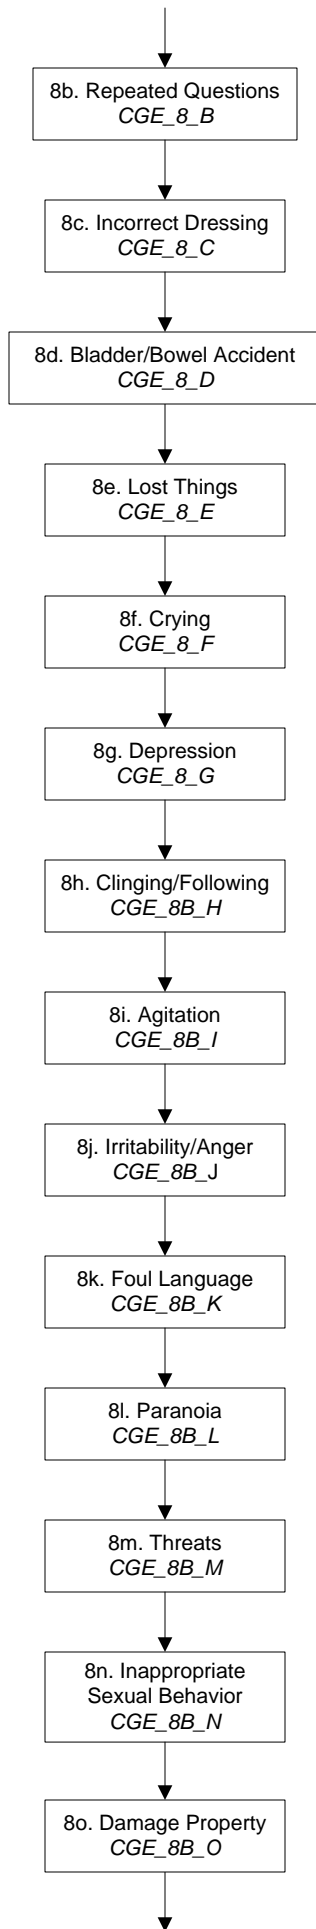 8b. Repeated Questions
CGE_8_B
8c. Incorrect Dressing
CGE_8_C
8d. Bladder/Bowel Accident
CGE_8_D
8e. Lost Things
CGE_8_E
8f. Crying
CGE_8_F
8g. Depression
CGE_8_G
8h. Clinging/Following
CGE_8B_H
8i. Agitation
CGE_8B_I
8j. Irritability/Anger
CGE_8B_J
8k. Foul Language
CGE_8B_K
8l. Paranoia
CGE_8B_L
8m. Threats
CGE_8B_M
8n. Inappropriate
Sexual Behavior
CGE_8B_N
8o. Damage Property
CGE_8B_O